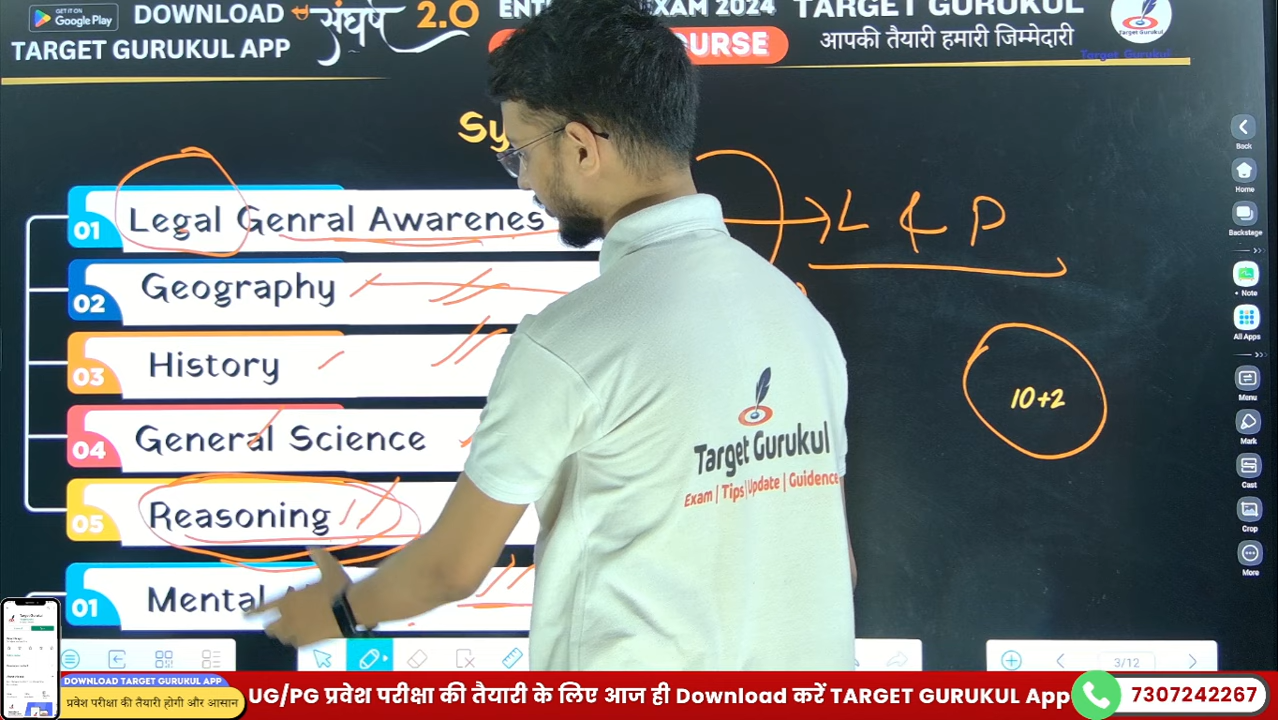 GET IT ON
Google Play
DOWNLOAD
TARGET GURUKUL APP
संघर्ष 2.0
EXAM 2024
TARGET GURUKUL
आपकी तैयारी हमारी जिम्मेदारी
Target Gurukul
Target Gurukul
01 Legal Genral Awarenes
02 Geography
03 History
04 General Science
05 Reasoning
01 Mental
L & P
10+2
Target Gurukul
Exam | Tips | Update | Guidence
Back
Home
Backstage
Note
All Apps
Menu
Mark
Cast
Crop
More
3/12
DOWNLOAD TARGET GURUKUL APP
प्रवेश परीक्षा की तैयारी होगी और आसान
UG/PG प्रवेश परीक्षा की तैयारी के लिए आज ही Download करें TARGET GURUKUL App
7307242267